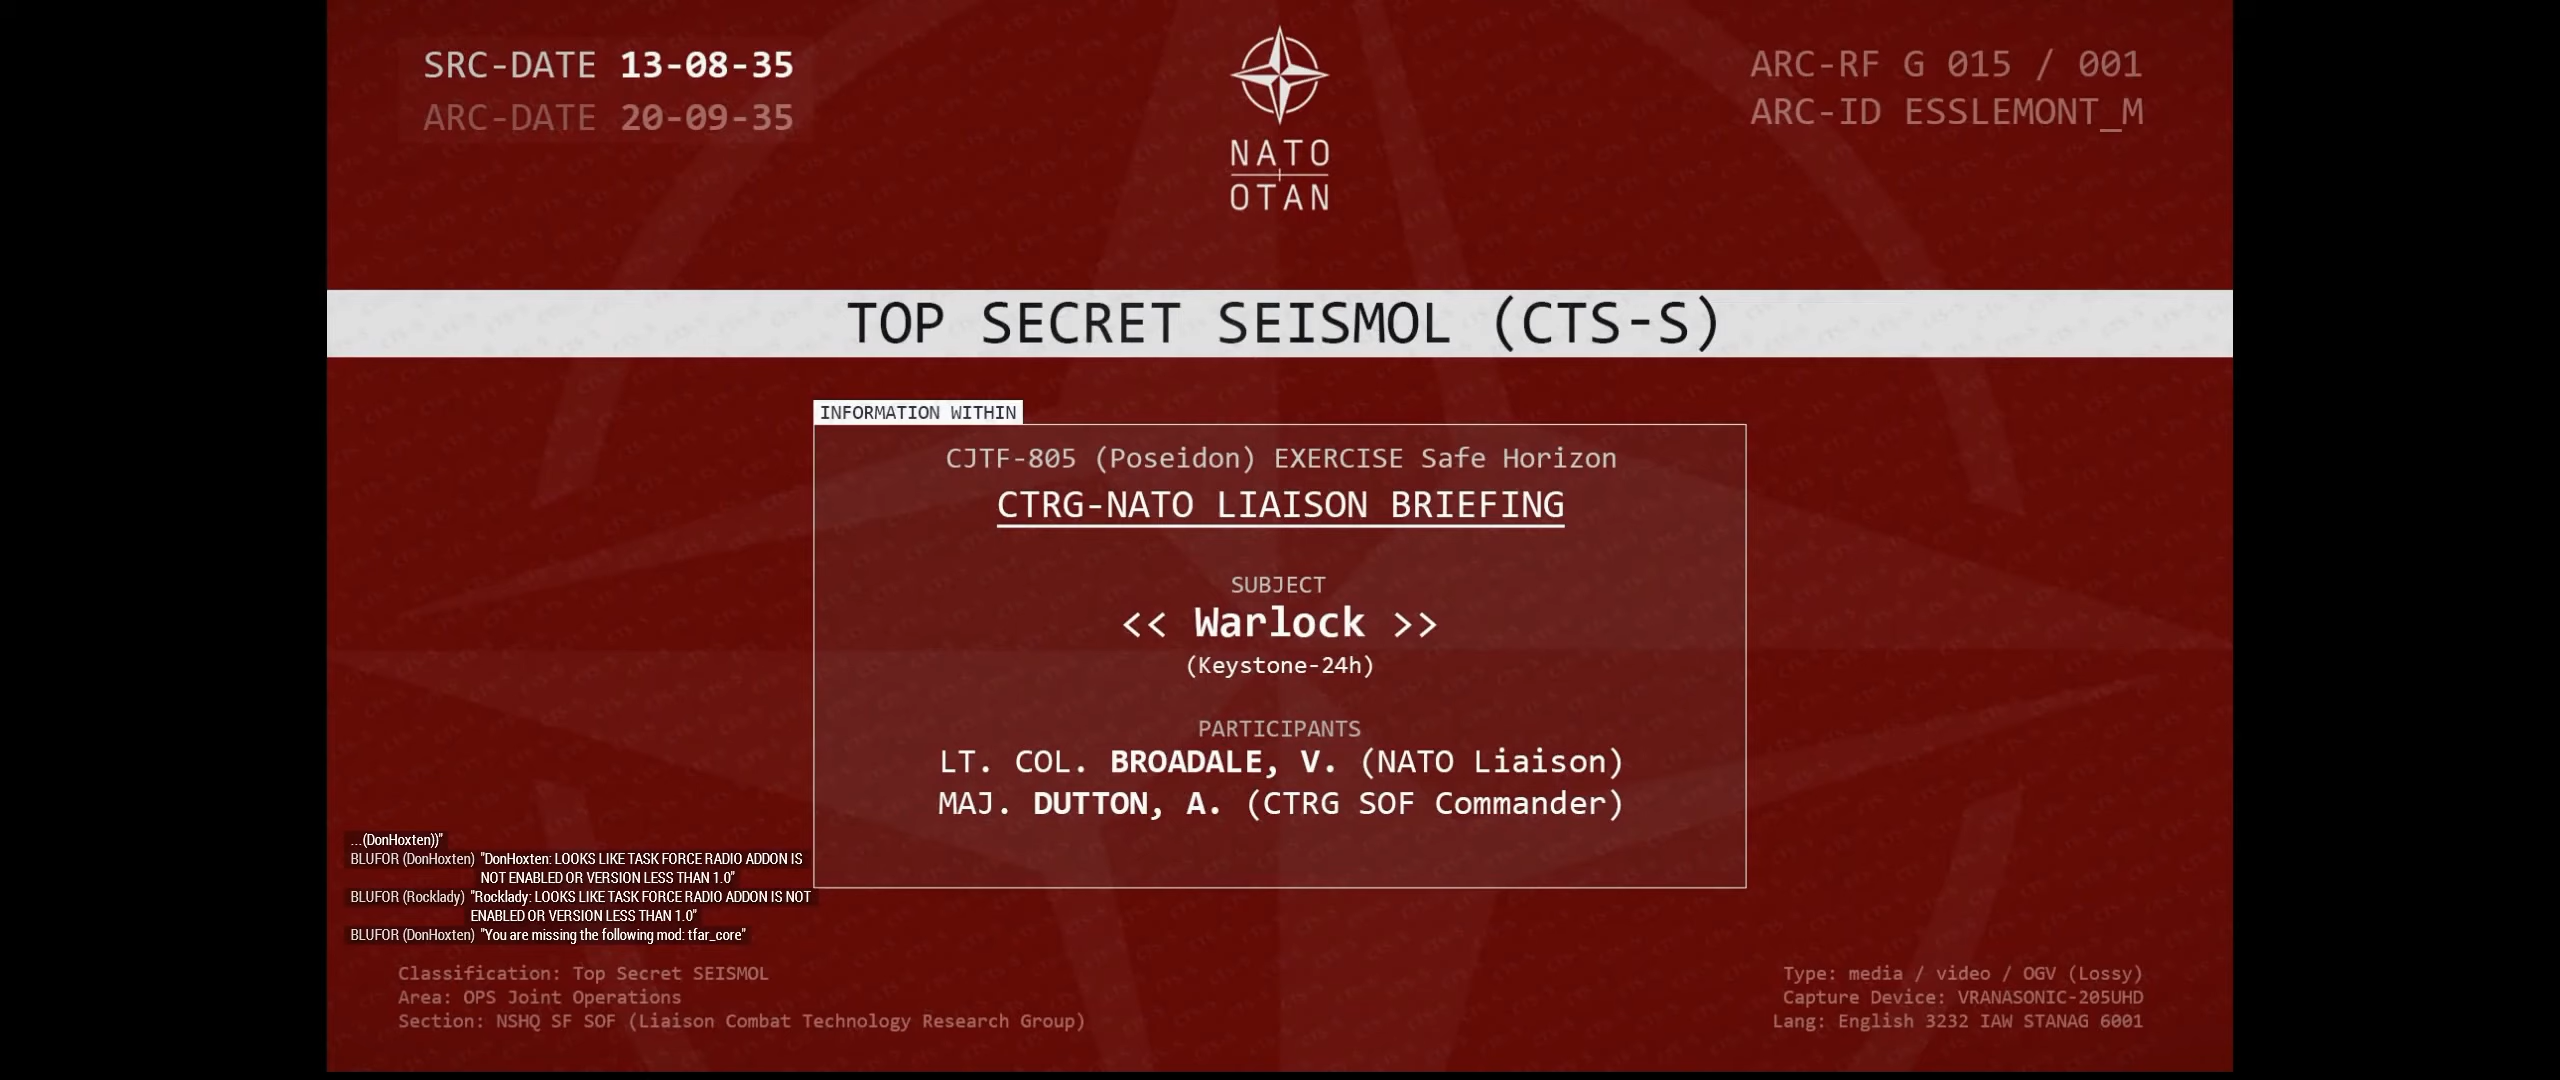 SRC-DATE 13-08-35
ARC-DATE 20-09-35
NATO
OTAN
ARC-RF G 015 / 001
ARC-ID ESSLEMONT_M
TOP SECRET SEISMOL (CTS-S)
INFORMATION WITHIN
CJTF-805 (Poseidon) EXERCISE Safe Horizon
CTRG-NATO LIAISON BRIEFING
SUBJECT
<< Warlock >>
(Keystone-24h)
PARTICIPANTS
LT. COL. BROADALE, V. (NATO Liaison)
MAJ. DUTTON, A. (CTRG SOF Commander)
...(DonHoxten))"
BLUFOR (DonHoxten) "DonHoxten: LOOKS LIKE TASK FORCE RADIO ADDON IS
NOT ENABLED OR VERSION LESS THAN 1.0"
BLUFOR (Rocklady) "Rocklady: LOOKS LIKE TASK FORCE RADIO ADDON IS NOT
ENABLED OR VERSION LESS THAN 1.0"
BLUFOR (DonHoxten) "You are missing the following mod: tfar_core"
Classification: Top Secret SEISMOL
Area: OPS Joint Operations
Section: NSHQ SF SOF (Liaison Combat Technology Research Group)
Type: media / video / OGV (Lossy)
Capture Device: VRANASONIC-205UHD
Lang: English 3232 IAW STANAG 6001